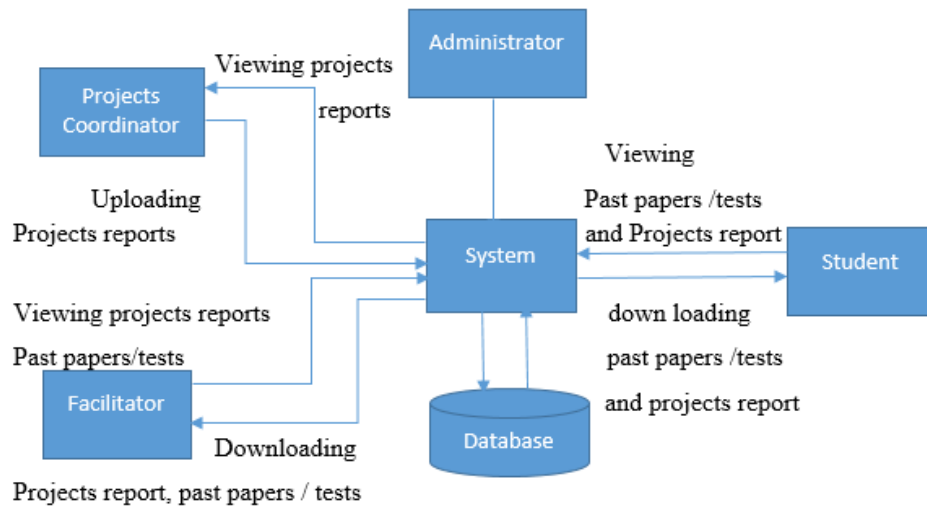 Administrator
Viewing projects
reports
Projects
Coordinator
Viewing
Past papers /tests
and Projects report
Uploading
Projects reports
System
Student
Viewing projects reports
Past papers/tests
down loading
past papers /tests
and projects report
Facilitator
Database
Downloading
Projects report, past papers / tests